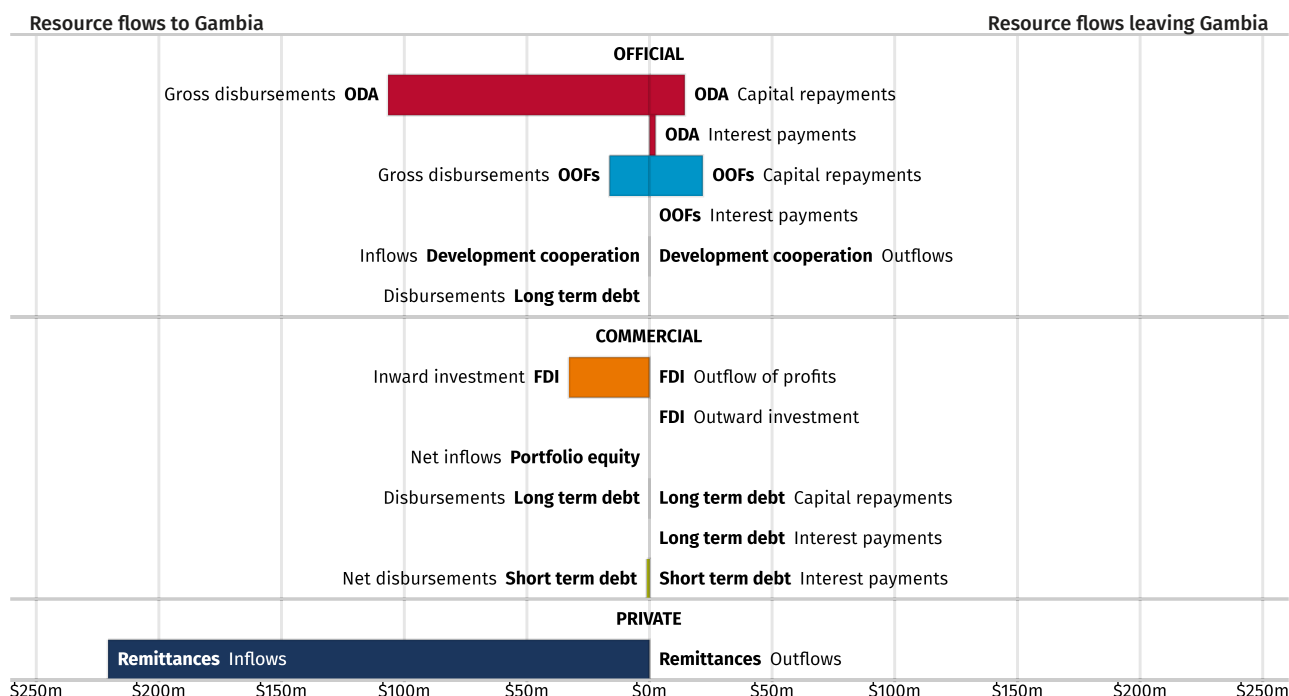 Resource flows to Gambia Resource flows leaving Gambia
OFFICIAL
Gross disbursements ODA ODA Capital repayments
ODA Interest payments
Gross disbursements OOFs OOFs Capital repayments
OOFs Interest payments
Inflows Development cooperation Development cooperation Outflows
Disbursements Long term debt
COMMERCIAL
Inward investment FDI FDI Outflow of profits
FDI Outward investment
Net inflows Portfolio equity
Disbursements Long term debt Long term debt Capital repayments
Long term debt Interest payments
Net disbursements Short term debt Short term debt Interest payments
PRIVATE
Remittances Inflows Remittances Outflows
$250m $200m $150m $100m $50m $0m $50m $100m $150m $200m $250m